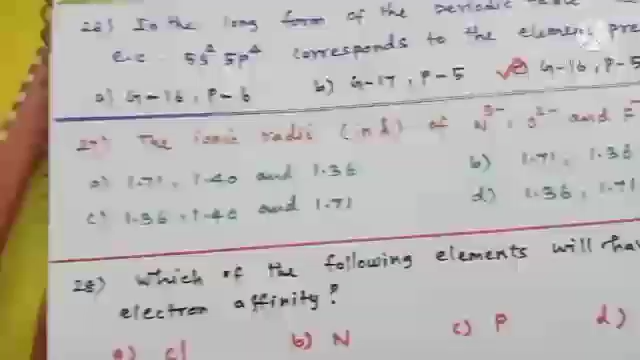 26) In the long form of the periodic table
e.c 5s² 5p⁴ corresponds to the element pre
a) G-16, P-6 b) G-17, P-5 c) G-16, P-5
27) The ionic radii (in Å) of N³⁻, O²⁻ and F
a) 1.71, 1.40 and 1.36 b) 1.71, 1.36
c) 1.36, 1.40 and 1.71 d) 1.36, 1.71
28) Which of the following elements will hav
electron affinity?
a) Cl b) N c) P d)